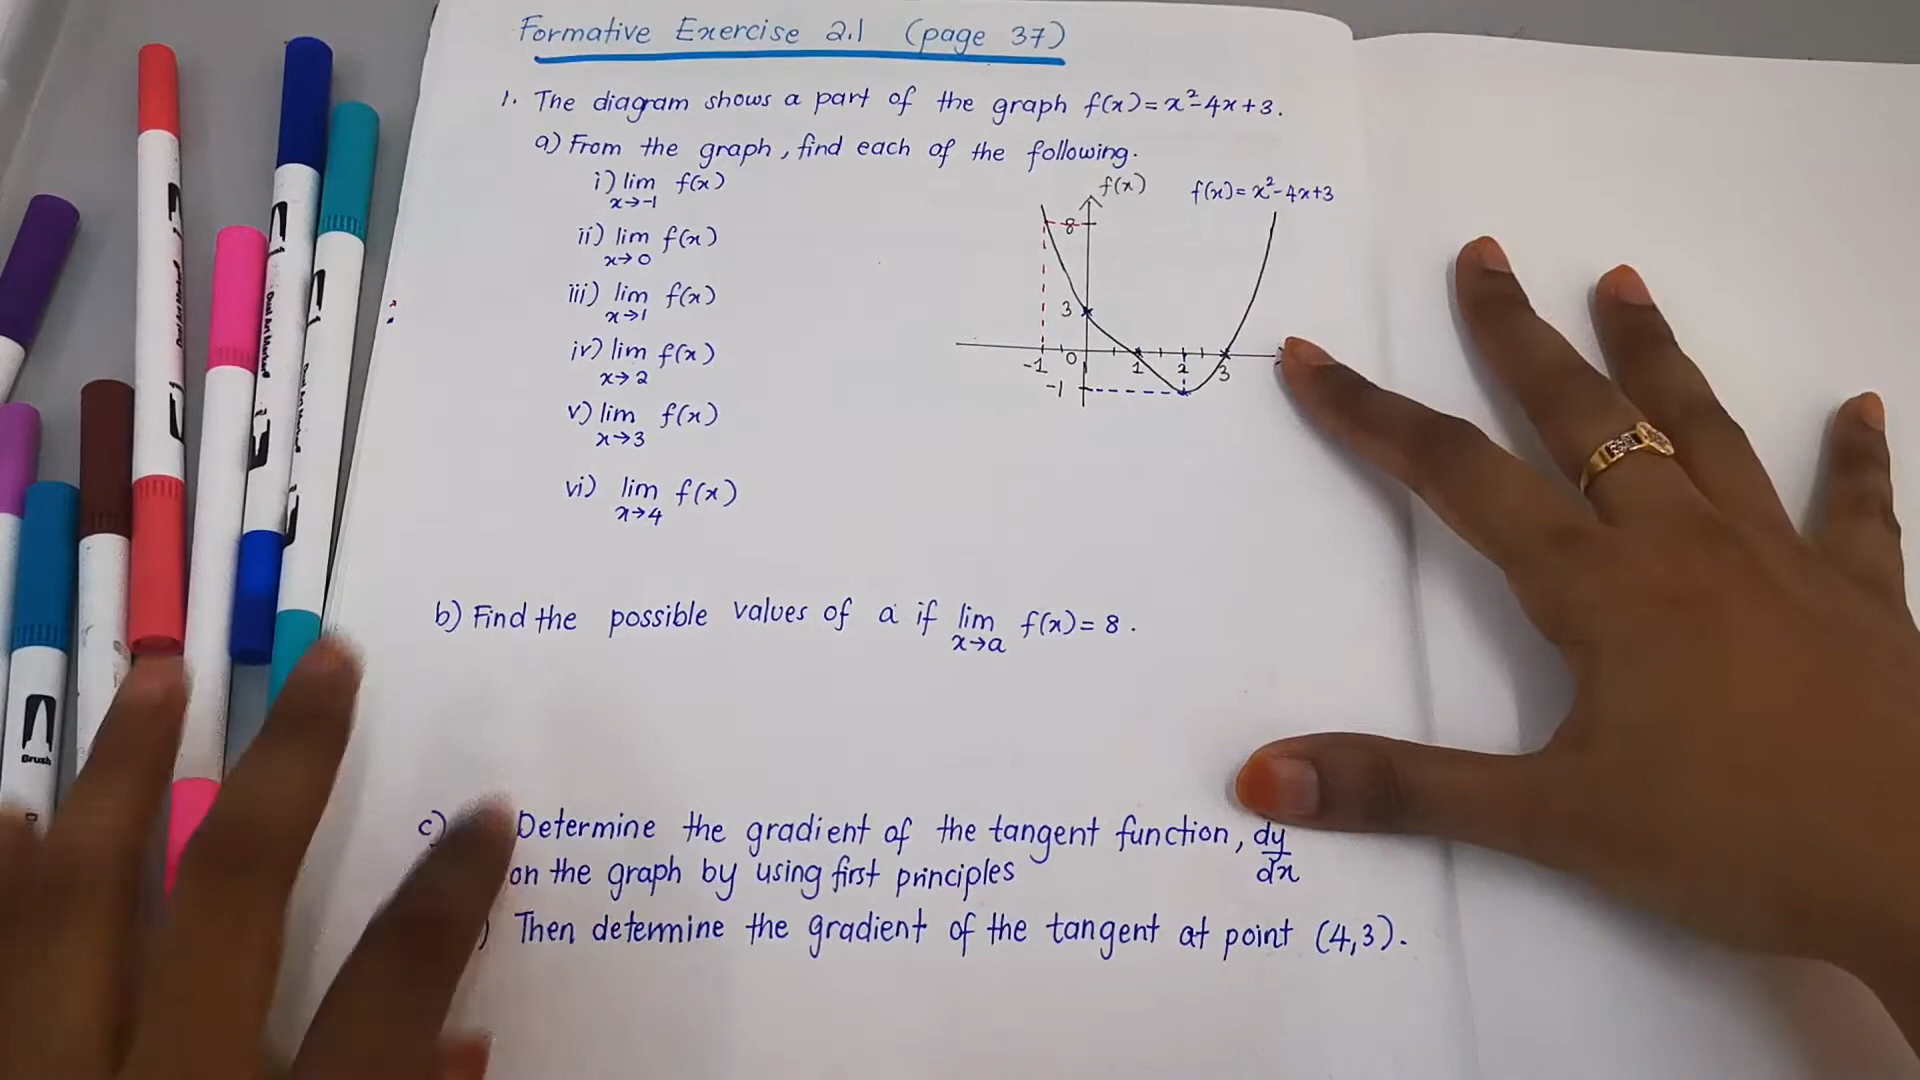 Formative Exercise 2.1 (page 37)
1. The diagram shows a part of the graph f(x)=x²-4x+3.
a) From the graph, find each of the following.
i) lim f(x)
x→-1
ii) lim f(x)
x→0
iii) lim f(x)
x→1
iv) lim f(x)
x→2
v) lim f(x)
x→3
vi) lim f(x)
x→4
f(x)
f(x)=x²-4x+3
8
3
-1 0 1 2 3
-1
b) Find the possible values of a if lim f(x)=8.
x→a
c) Determine the gradient of the tangent function, dy/dx
on the graph by using first principles
) Then determine the gradient of the tangent at point (4,3).
Brush